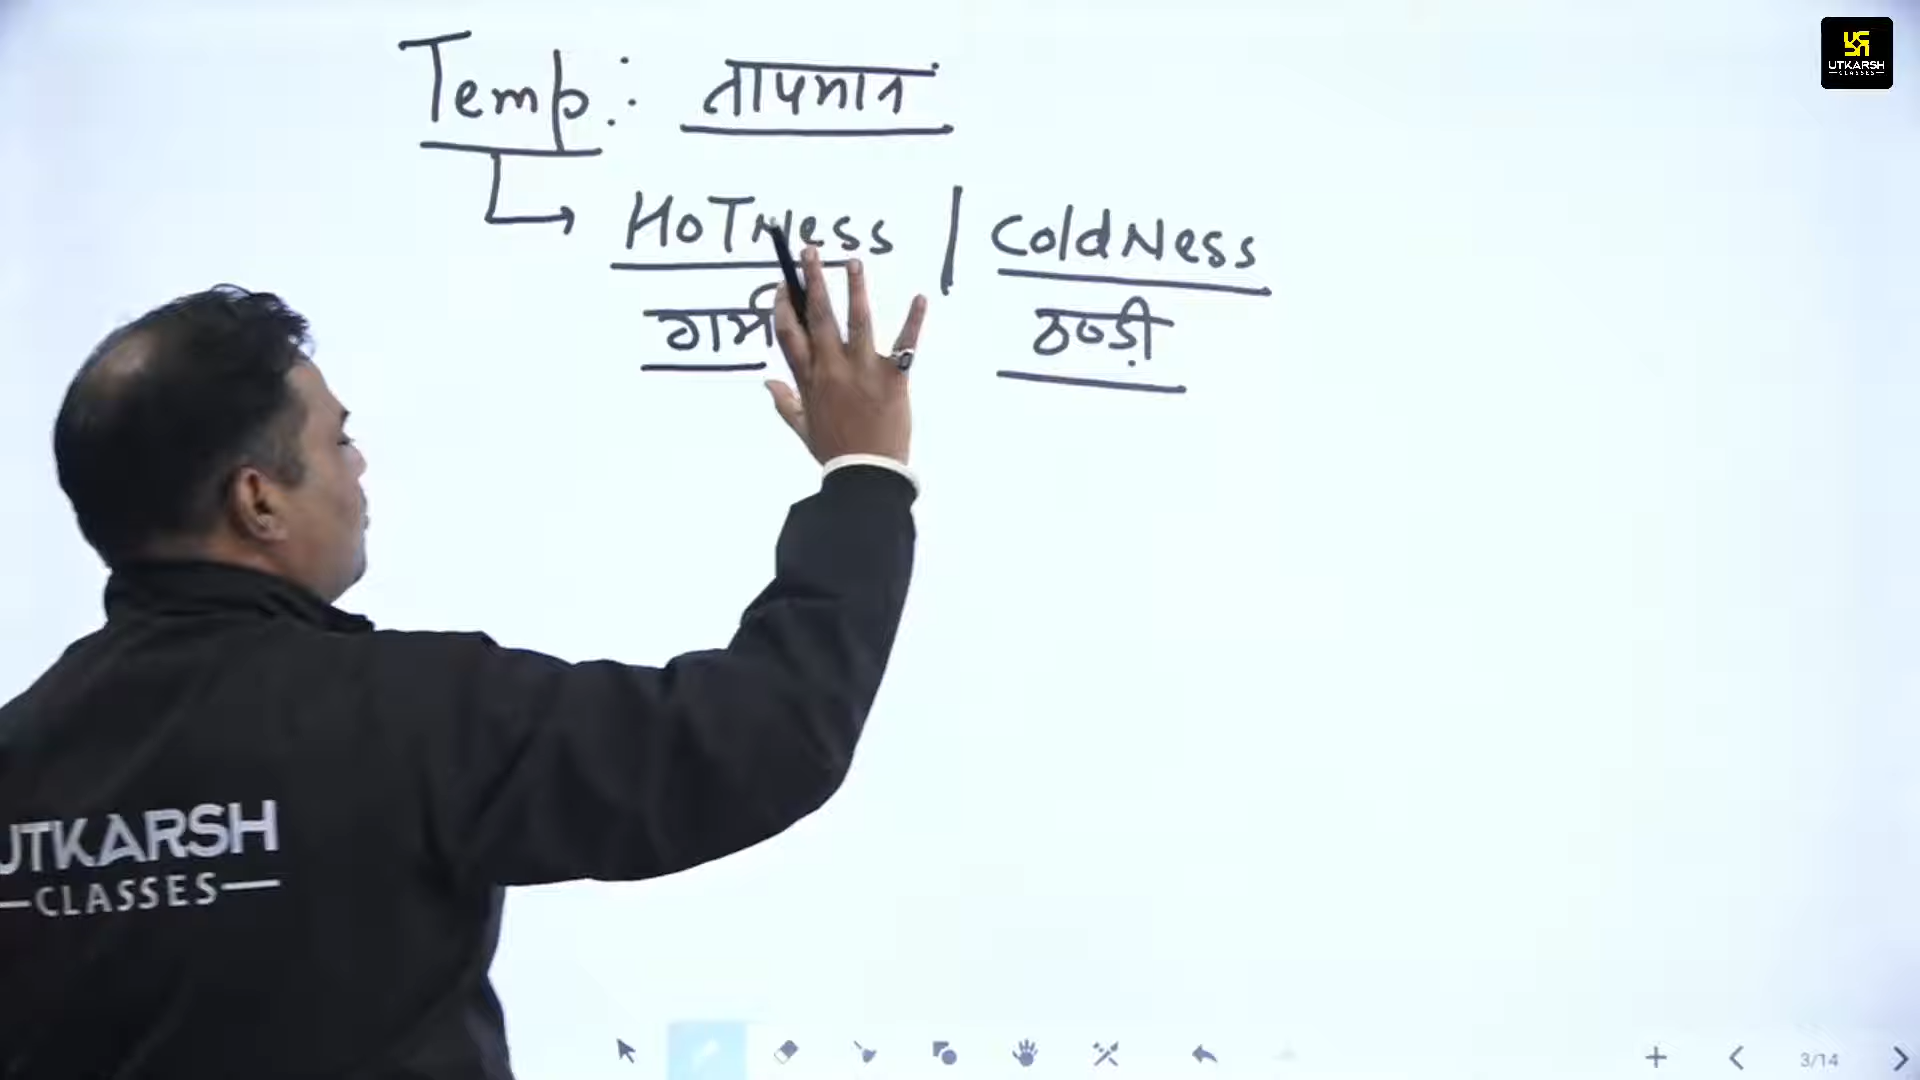 Temp: तापमान
HoTNess / ColdNess
ठण्डी
UTKARSH
CLASSES
UTKARSH
CLASSES
3/14